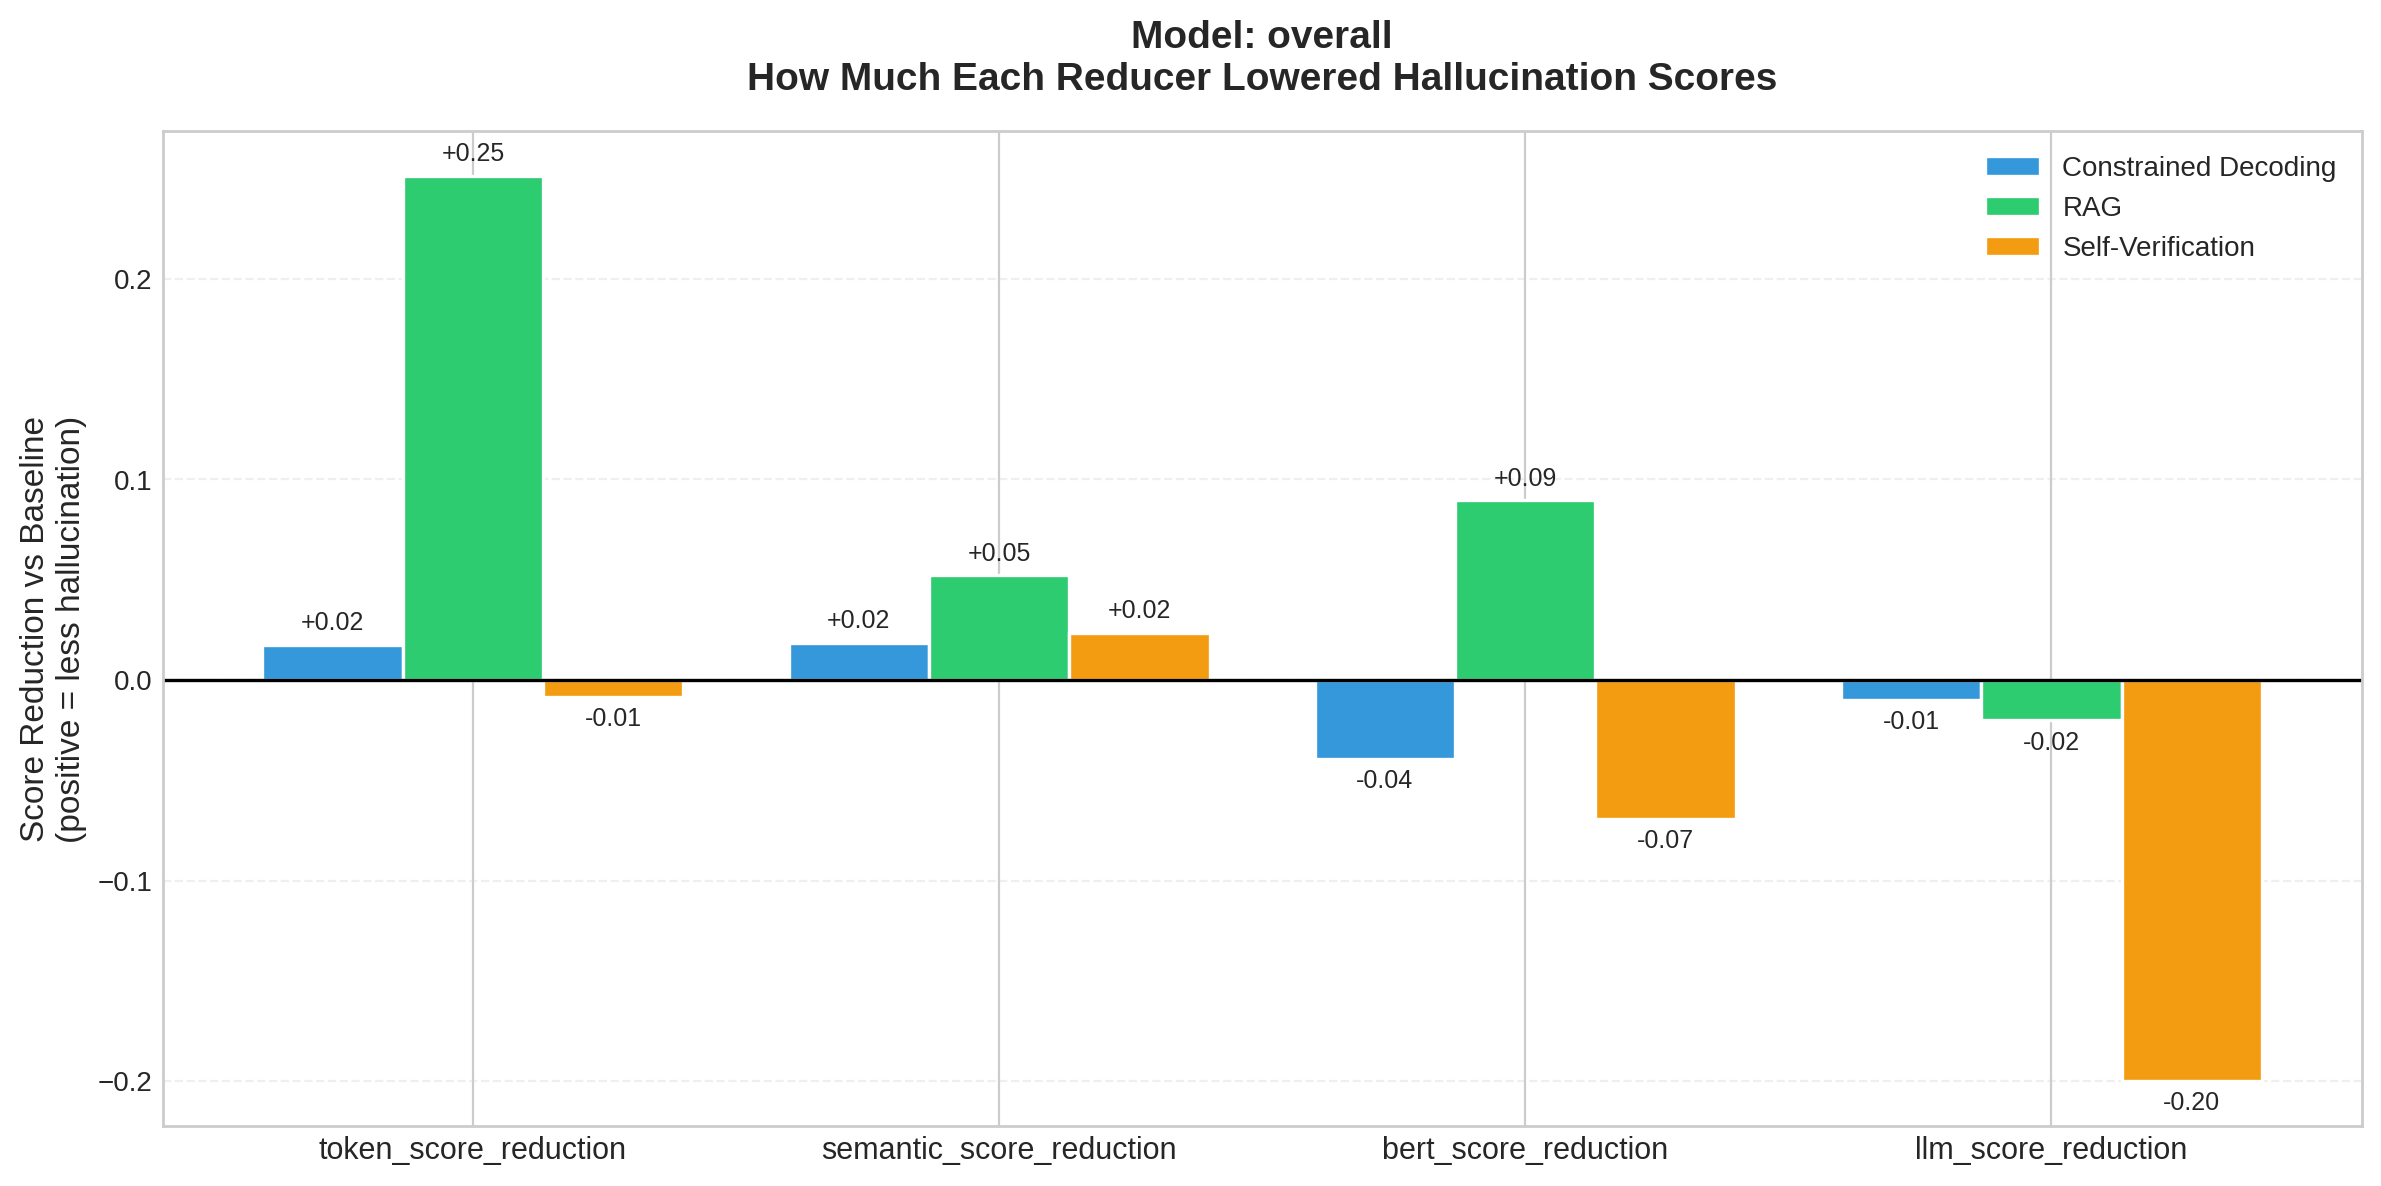 Model: overall
How Much Each Reducer Lowered Hallucination Scores
Score Reduction vs Baseline
(positive = less hallucination)
0.2
0.1
0.0
−0.1
−0.2
+0.02
+0.25
-0.01
+0.02
+0.05
+0.02
-0.04
+0.09
-0.07
-0.01
-0.02
-0.20
Constrained Decoding
RAG
Self-Verification
token_score_reduction
semantic_score_reduction
bert_score_reduction
llm_score_reduction